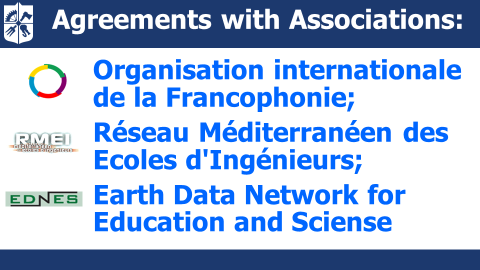 Agreements with Associations:
Organisation internationale
de la Francophonie;
RMEI
Réseau Méditerranéen des
Ecoles d'Ingénieurs;
EDNES
Earth Data Network for
Education and Sciense